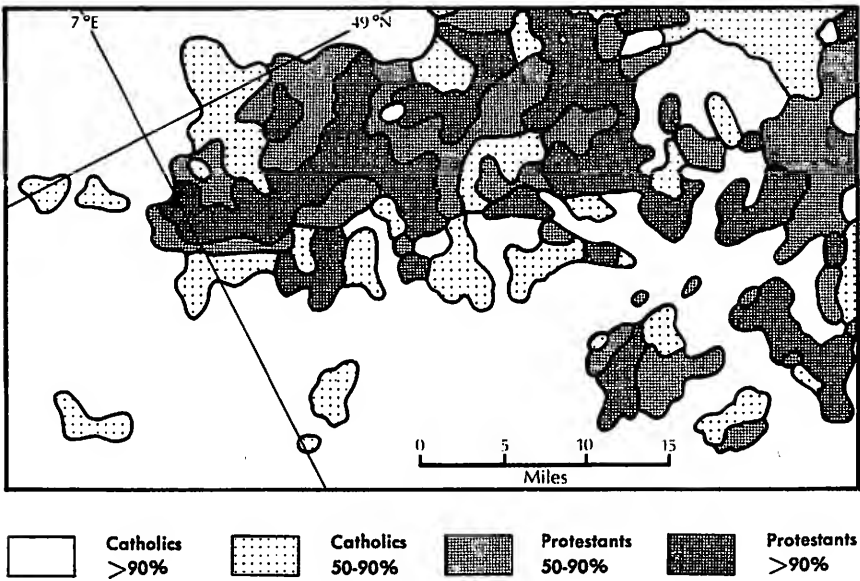 7°E
49°N
0 5 10 15
Miles
Catholics
>90%
Catholics
50-90%
Protestants
50-90%
Protestants
>90%